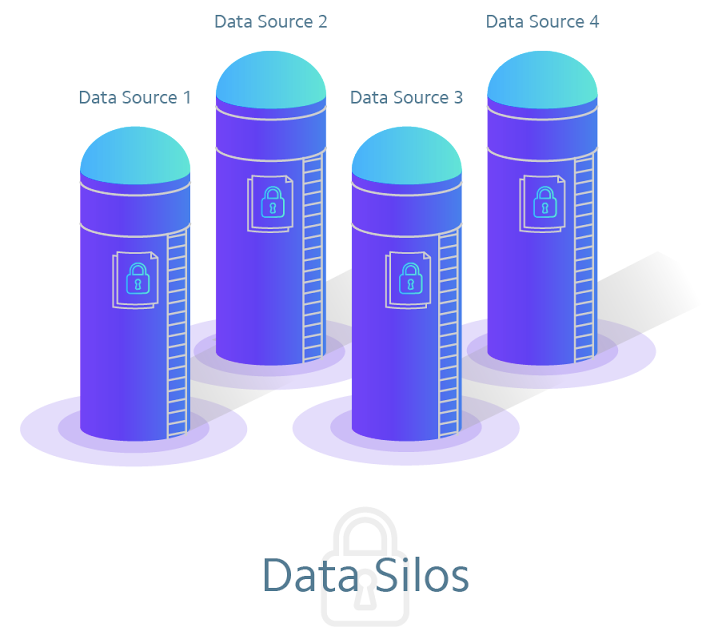 Data Source 2
Data Source 4
Data Source 1
Data Source 3
Data Silos